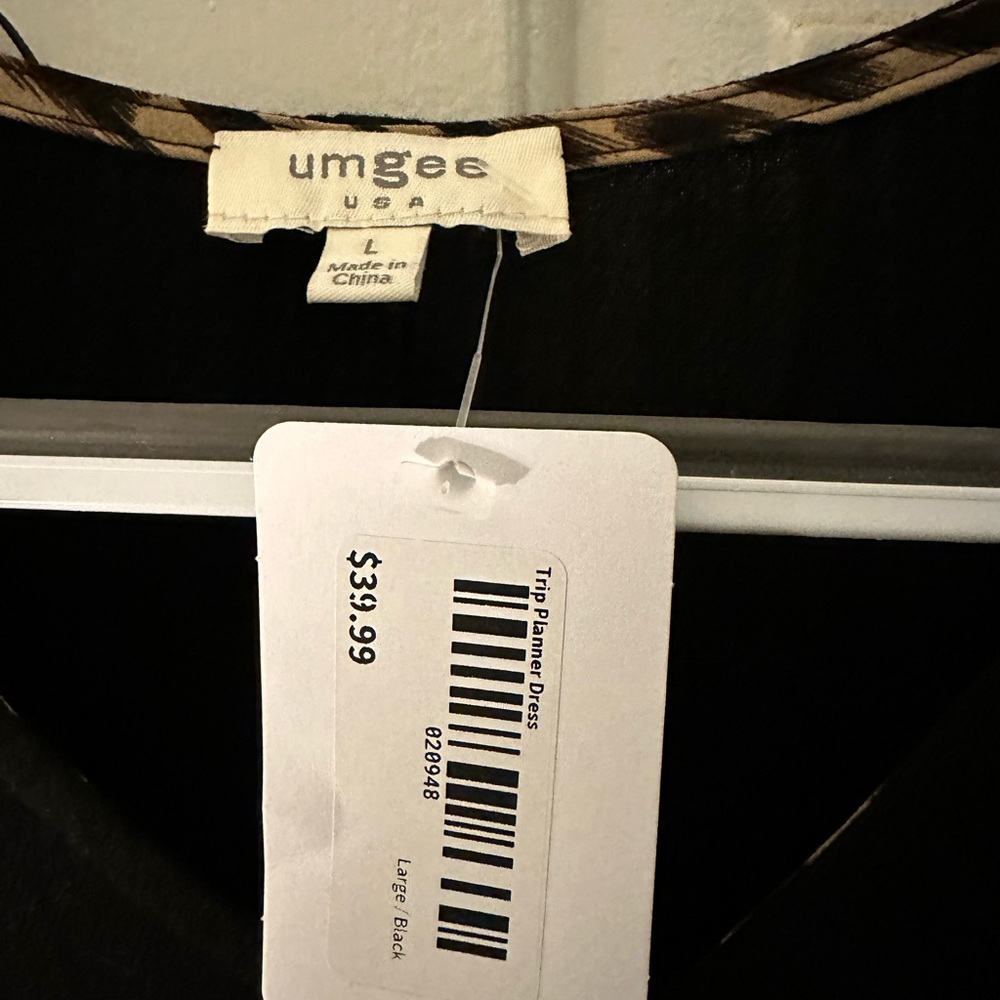 umgee
USA
L
Made in
China
Trip Planner Dress
020948
Large / Black
$39.99